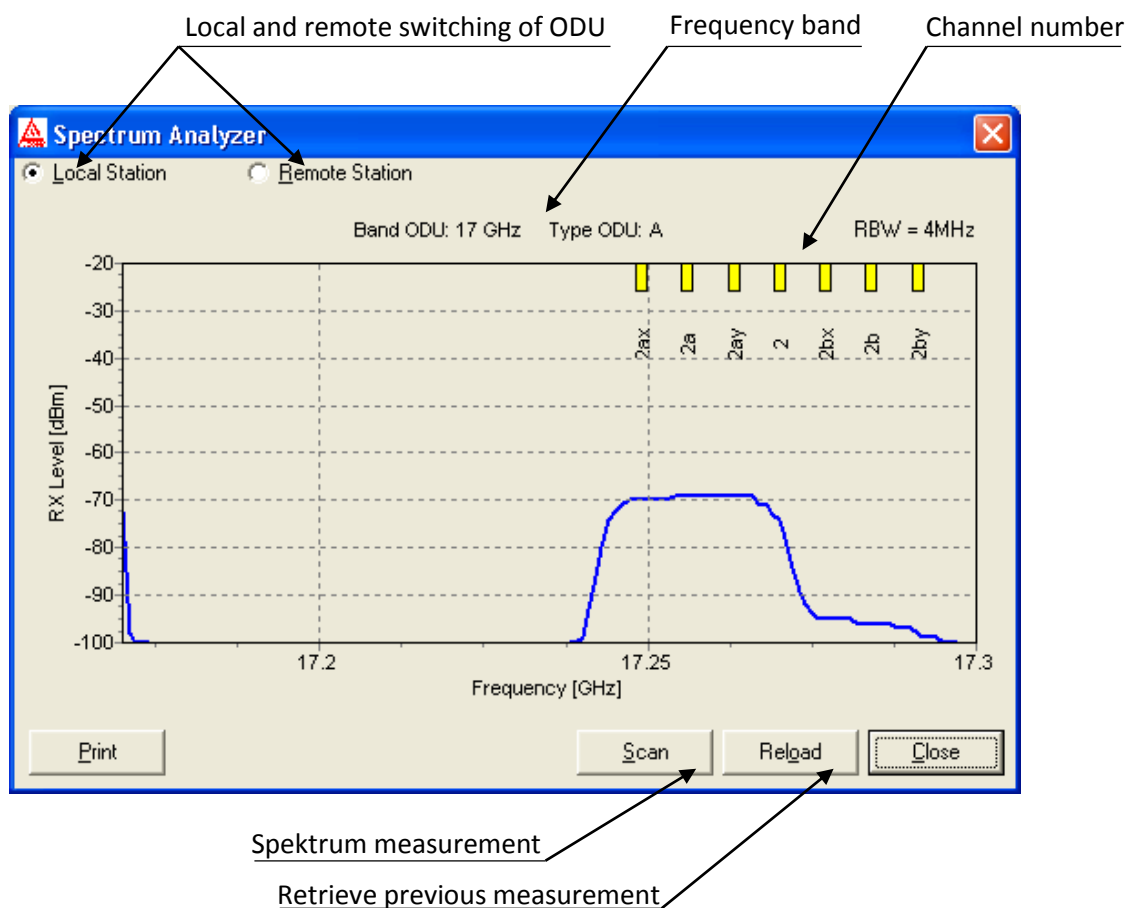 Local and remote switching of ODU
Frequency band
Channel number
Spectrum Analyzer
Local Station
Remote Station
Band ODU: 17 GHz
Type ODU: A
RBW = 4MHz
-20
-30
-40
-50
-60
-70
-80
-90
-100
RX Level [dBm]
2ax
2a
2ay
2
2bx
2b
2by
17.2
17.25
17.3
Frequency [GHz]
Print
Scan
Reload
Close
Spektrum measurement
Retrieve previous measurement